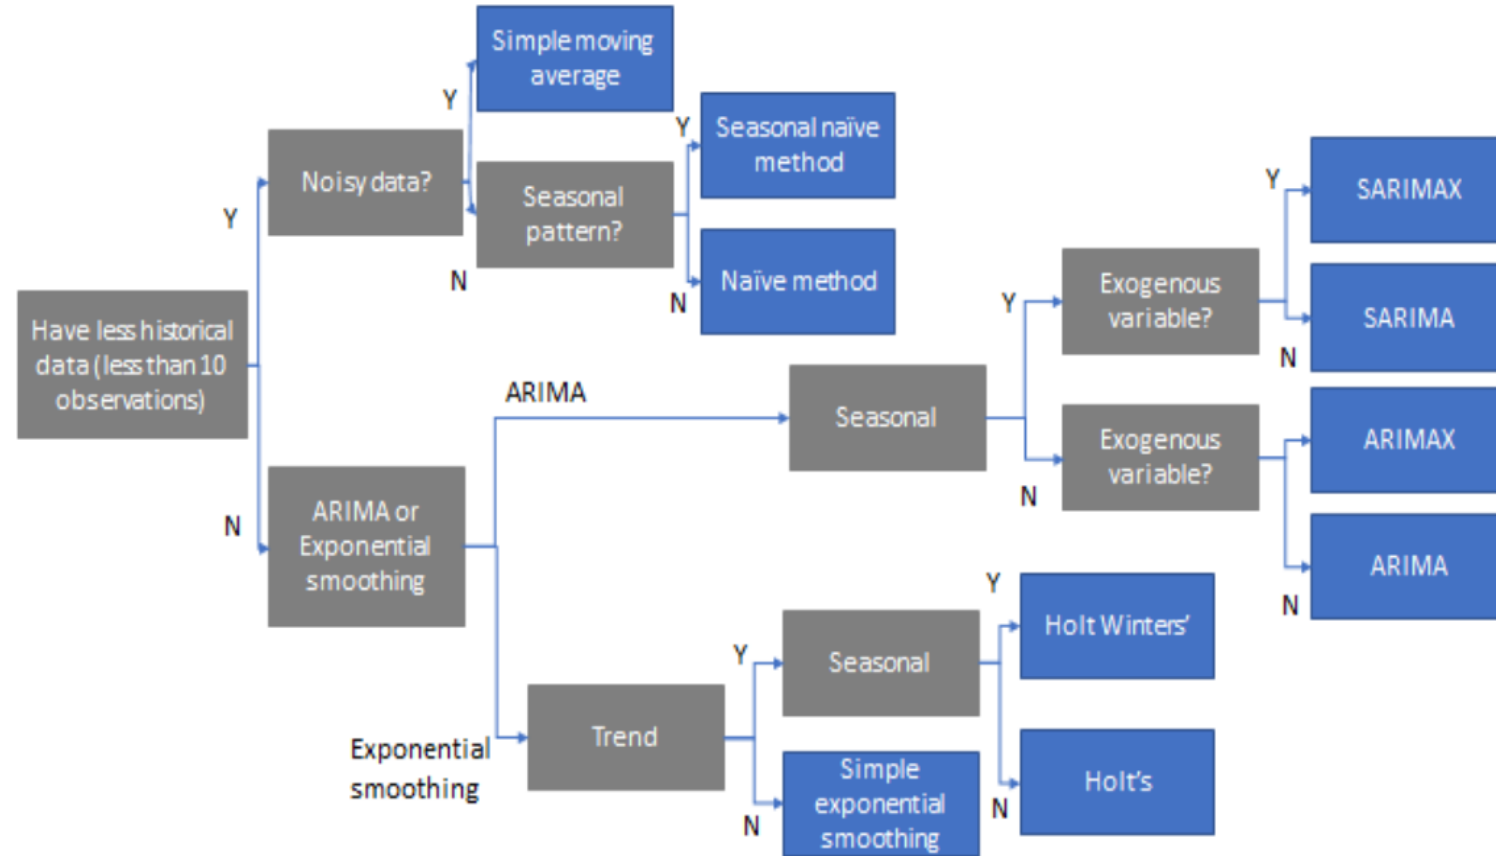 Simple moving
average
Y
Noisy data?
Y
Seasonal naïve
method
Seasonal
pattern?
Y
N
N
Naïve method
Have less historical
data (less than 10
observations)
ARIMA
Seasonal
Y
Exogenous
variable?
Y
SARIMAX
SARIMA
N
N
Exogenous
variable?
ARIMAX
ARIMA
N
N
ARIMA or
Exponential
smoothing
Exponential
smoothing
Trend
Y
Seasonal
Y
Holt Winters’
N
Holt’s
N
Simple
exponential
smoothing